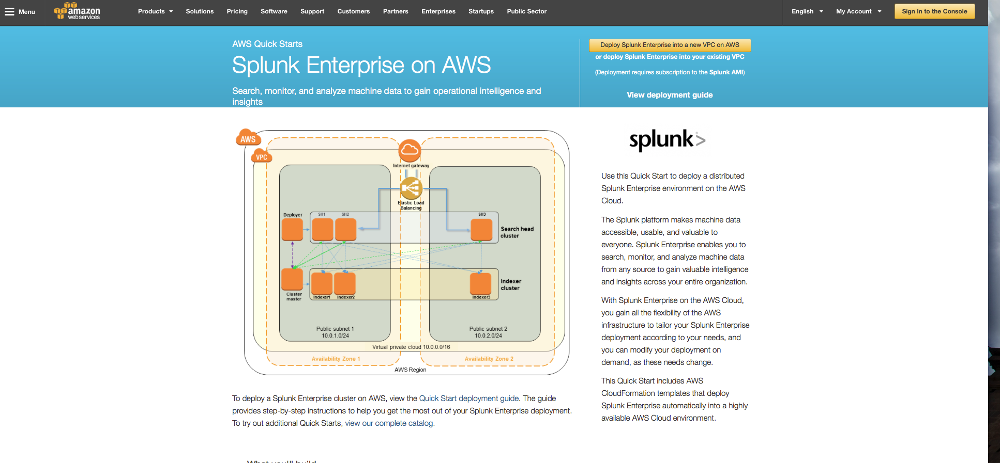 Menu
amazon
webservices
Products
Solutions
Pricing
Software
Support
Customers
Partners
Enterprises
Startups
Public Sector
English
My Account
Sign In to the Console
AWS Quick Starts
Splunk Enterprise on AWS
Search, monitor, and analyze machine data to gain operational intelligence and
insights
Deploy Splunk Enterprise into a new VPC on AWS
or deploy Splunk Enterprise into your existing VPC
(Deployment requires subscription to the Splunk AMI)
View deployment guide
AWS
VPC
Internet gateway
Elastic Load
Balancing
Deployer
SH1
SH2
SH3
Search head
cluster
Cluster
master
Indexer1
Indexer2
Indexer3
Indexer
cluster
Public subnet 1
10.0.1.0/24
Public subnet 2
10.0.2.0/24
Virtual private cloud 10.0.0.0/16
Availability Zone 1
Availability Zone 2
AWS Region
To deploy a Splunk Enterprise cluster on AWS, view the Quick Start deployment guide. The guide
provides step-by-step instructions to help you get the most out of your Splunk Enterprise deployment.
To try out additional Quick Starts, view our complete catalog.
splunk>
Use this Quick Start to deploy a distributed
Splunk Enterprise environment on the AWS
Cloud.
The Splunk platform makes machine data
accessible, usable, and valuable to
everyone. Splunk Enterprise enables you to
search, monitor, and analyze machine data
from any source to gain valuable intelligence
and insights across your entire organization.
With Splunk Enterprise on the AWS Cloud,
you gain all the flexibility of the AWS
infrastructure to tailor your Splunk Enterprise
deployment according to your needs, and
you can modify your deployment on
demand, as these needs change.
This Quick Start includes AWS
CloudFormation templates that deploy
Splunk Enterprise automatically into a highly
available AWS Cloud environment.
What you'll build